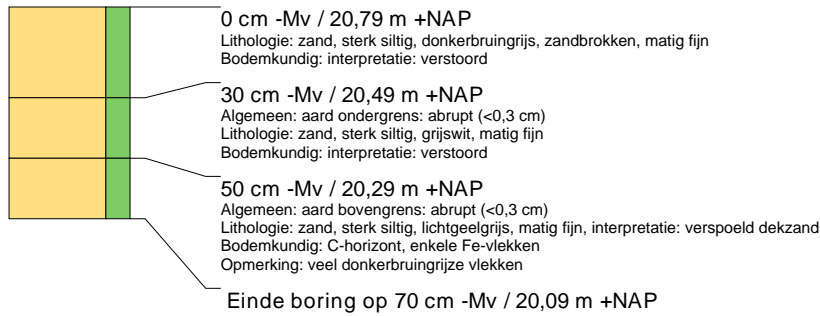 0 cm -Mv / 20,79 m +NAP
Lithologie: zand, sterk siltig, donkerbruingrijs, zandbrokken, matig fijn
Bodemkundig: interpretatie: verstoord
30 cm -Mv / 20,49 m +NAP
Algemeen: aard ondergrens: abrupt (<0,3 cm)
Lithologie: zand, sterk siltig, grijswit, matig fijn
Bodemkundig: interpretatie: verstoord
50 cm -Mv / 20,29 m +NAP
Algemeen: aard bovengrens: abrupt (<0,3 cm)
Lithologie: zand, sterk siltig, lichtgeelgrijs, matig fijn, interpretatie: verspoeld dekzand
Bodemkundig: C-horizont, enkele Fe-vlekken
Opmerking: veel donkerbruingrijze vlekken
Einde boring op 70 cm -Mv / 20,09 m +NAP